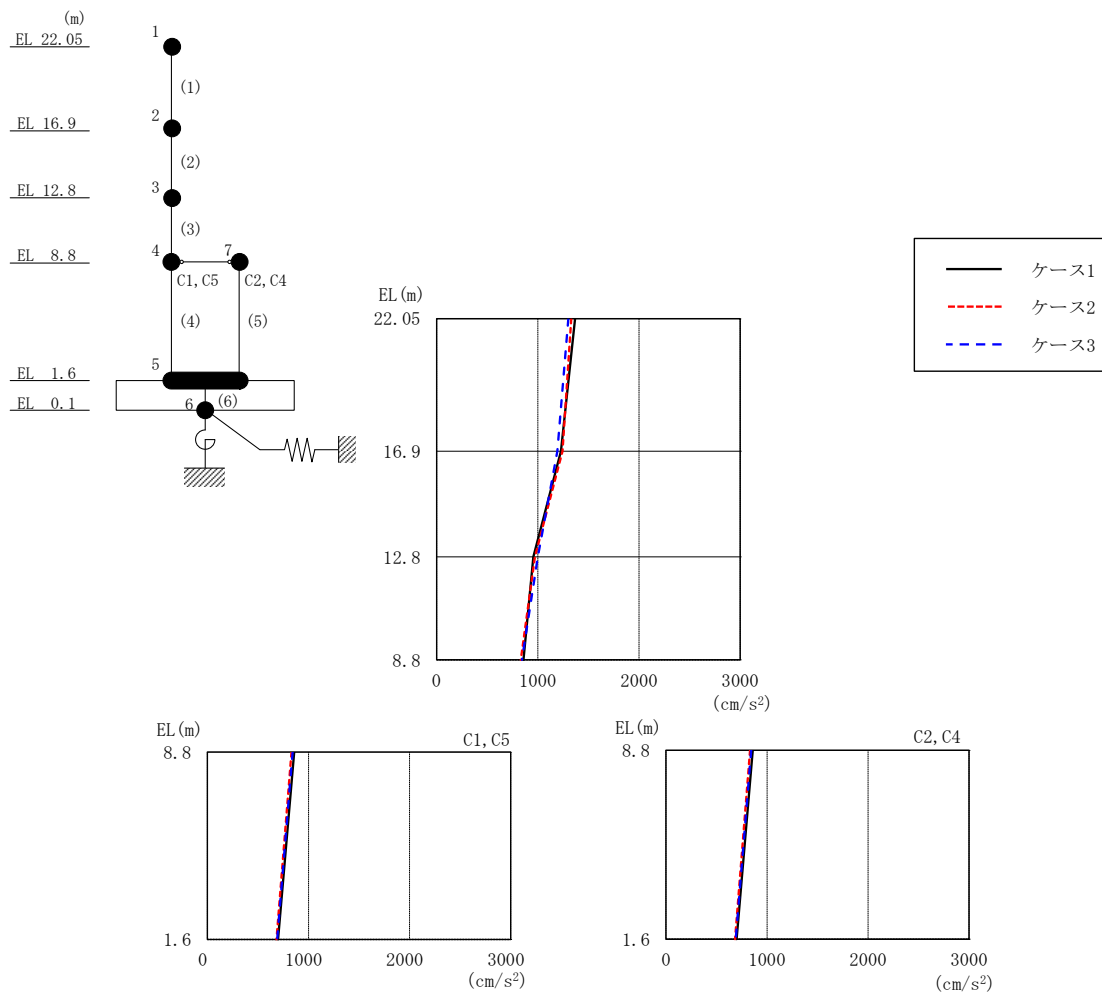 (m)
EL 22.05
EL 16.9
EL 12.8
EL 8.8
EL 1.6
EL 0.1
1
(1)
2
(2)
3
(3)
4
7
C1,C5
C2,C4
(4)
(5)
5
6
(6)
ケース1
ケース2
ケース3
EL(m)
22.05
16.9
12.8
8.8
0 1000 2000 3000
(cm/s²)
EL(m)
C1,C5
8.8
1.6
0 1000 2000 3000
(cm/s²)
EL(m)
C2,C4
8.8
1.6
0 1000 2000 3000
(cm/s²)